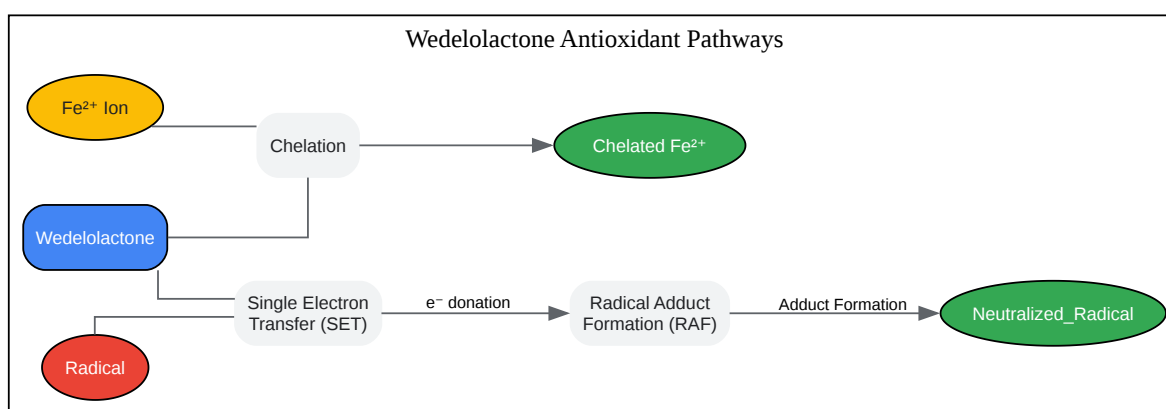 Wedelolactone Antioxidant Pathways
Fe²⁺ Ion
Chelation
Chelated Fe²⁺
Wedelolactone
Single Electron
Transfer (SET)
e⁻ donation
Radical Adduct
Formation (RAF)
Adduct Formation
Neutralized_Radical
Radical